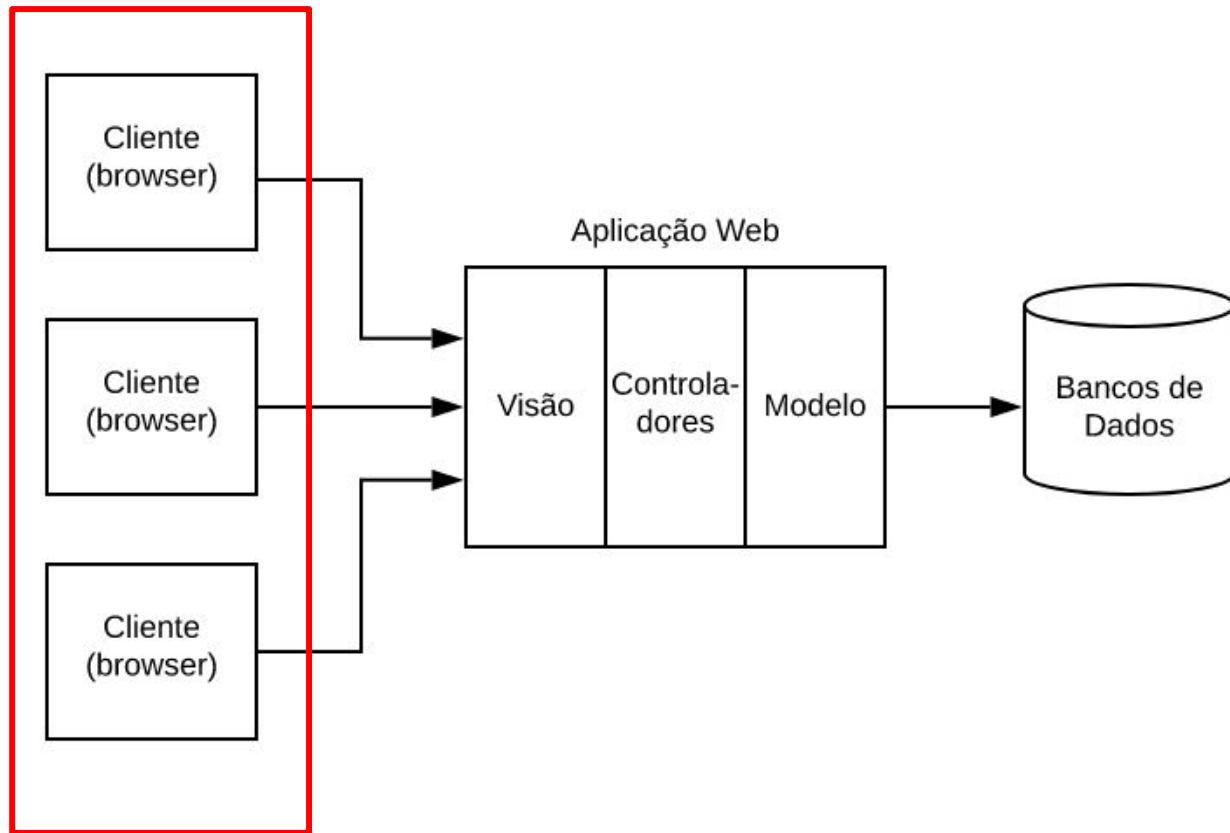 Cliente
(browser)
Cliente
(browser)
Cliente
(browser)
Aplicação Web
Visão
Controla-
dores
Modelo
Bancos de
Dados